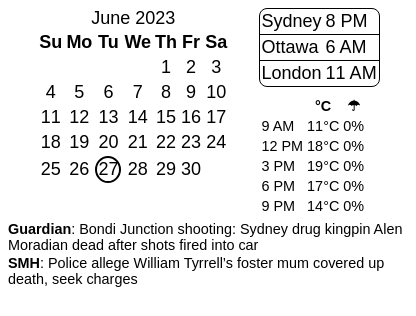 June 2023
Su Mo Tu We Th Fr Sa
1 2 3
4 5 6 7 8 9 10
11 12 13 14 15 16 17
18 19 20 21 22 23 24
25 26 27 28 29 30
Sydney 8 PM
Ottawa 6 AM
London 11 AM
°C ☂
9 AM 11°C 0%
12 PM 18°C 0%
3 PM 19°C 0%
6 PM 17°C 0%
9 PM 14°C 0%
Guardian: Bondi Junction shooting: Sydney drug kingpin Alen
Moradian dead after shots fired into car
SMH: Police allege William Tyrrell’s foster mum covered up
death, seek charges